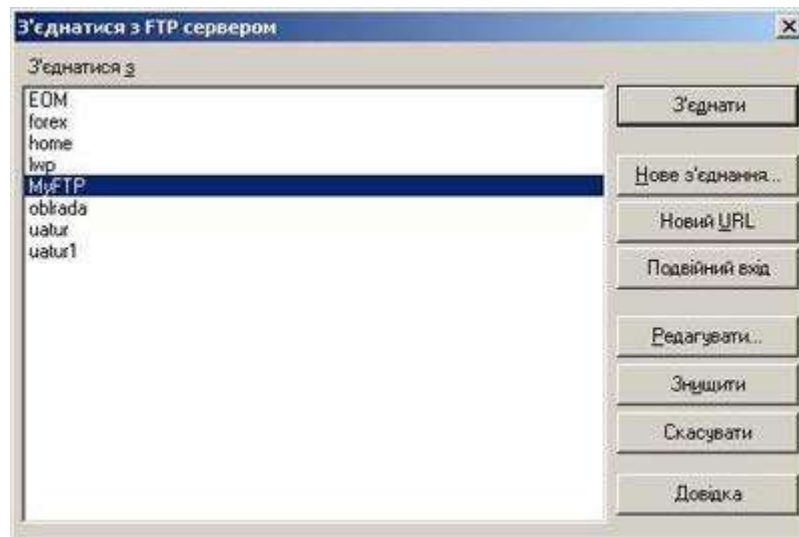 З'єднатися з FTP сервером
З'єднатися з
EOM
forex
home
lwp
MyFTP
oblrada
uatur
uatur1
З'єднати
Нове з'єднання...
Новий URL
Подвійний вхід
Редагувати...
Знищити
Скасувати
Довідка